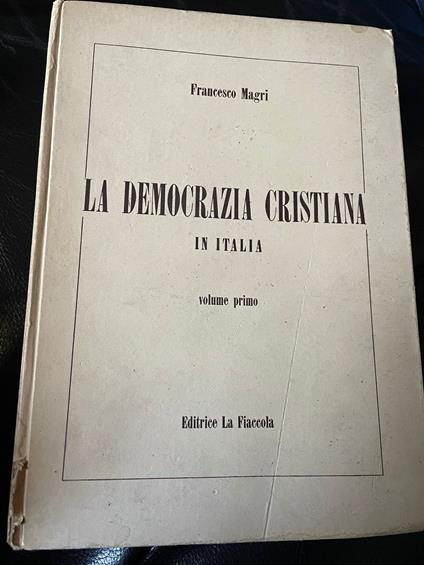 Francesco Magri
LA DEMOCRAZIA CRISTIANA
IN ITALIA
volume primo
Editrice La Fiaccola